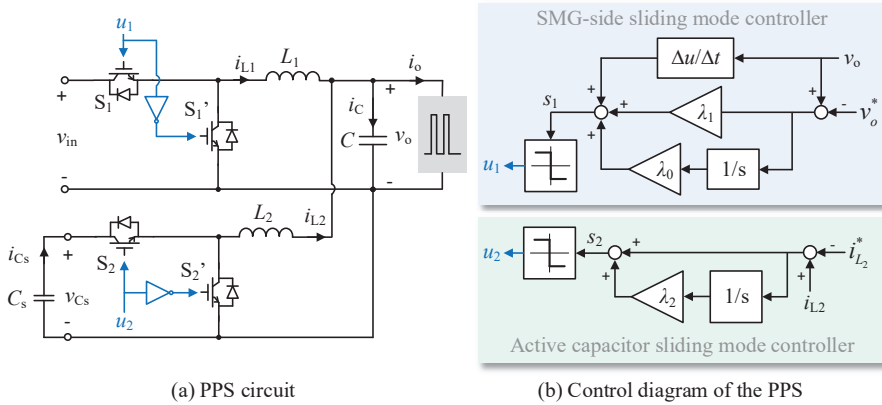 u1
S1
S1'
iL1
L1
io
+
vin
-
iC
C
+
vo
-
iCs
Cs
+
vCs
-
S2
u2
S2'
L2
iL2
(a) PPS circuit
SMG-side sliding mode controller
Δu/Δt
vo
s1
+
+
+
λ1
+
-
vo*
u1
λ0
1/s
u2
s2
+
+
λ2
1/s
-
iL2*
+
iL2
Active capacitor sliding mode controller
(b) Control diagram of the PPS